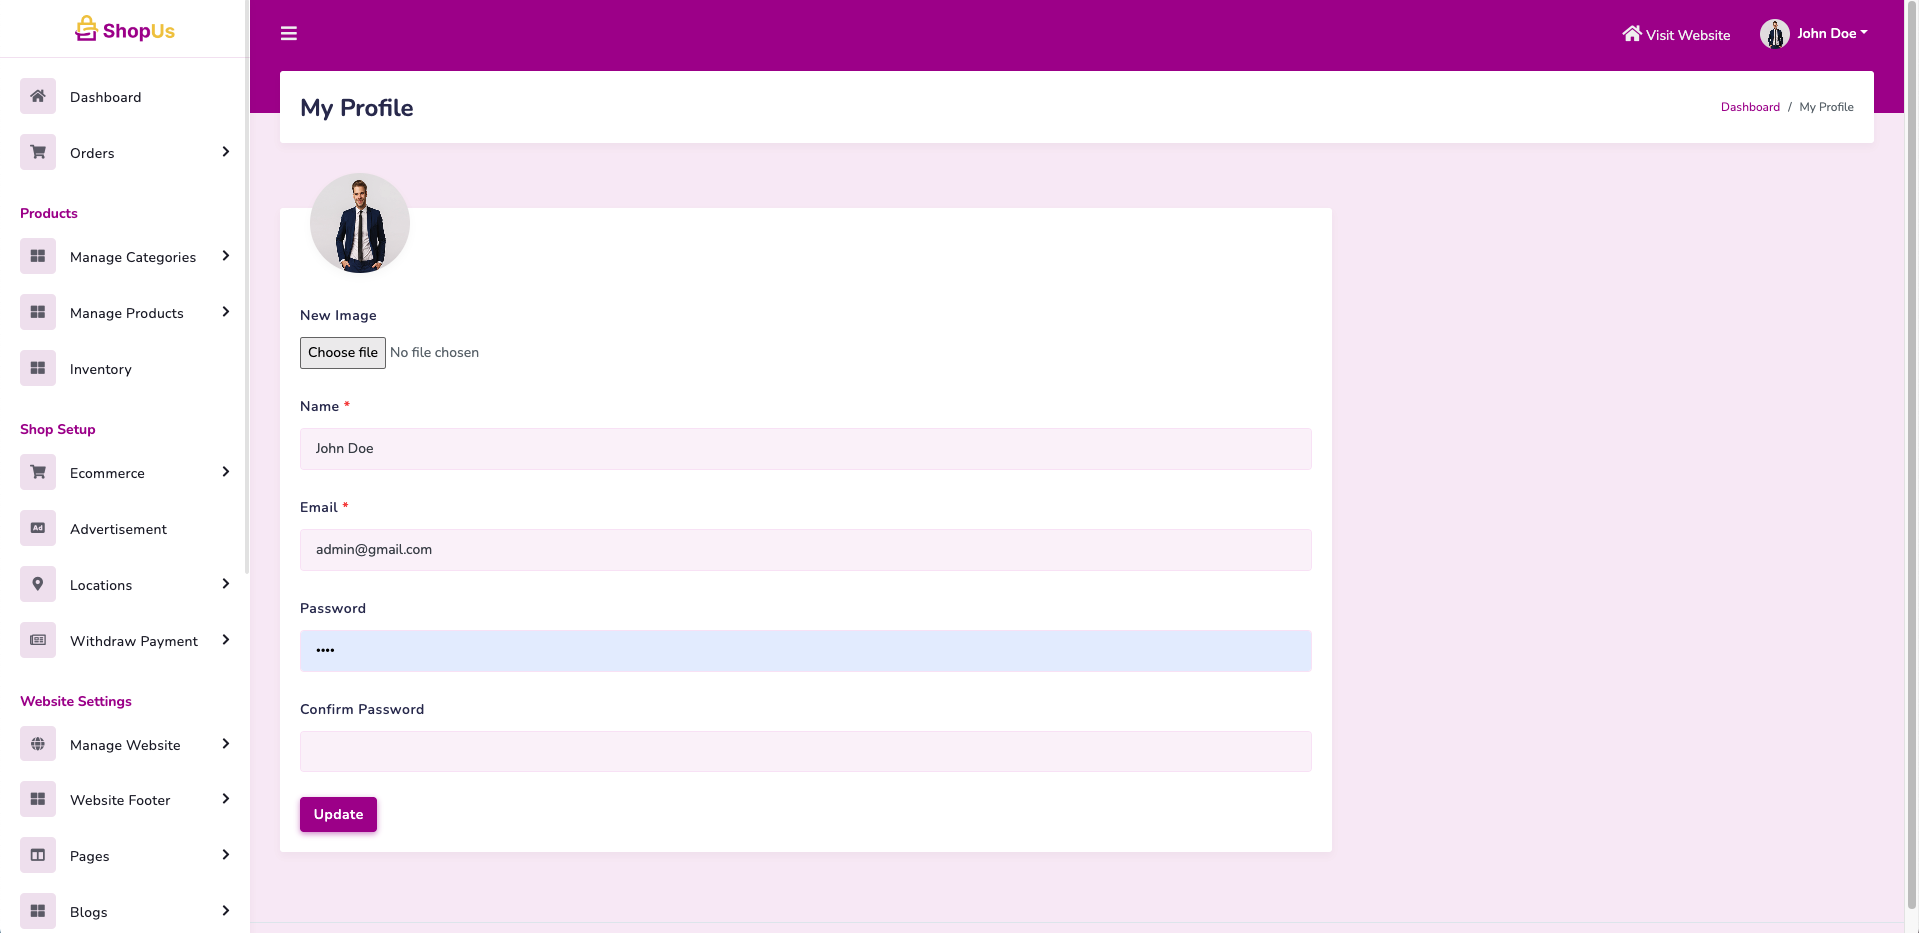 ShopUs
Visit Website
John Doe
Dashboard
Orders
Products
Manage Categories
Manage Products
Inventory
Shop Setup
Ecommerce
Ad
Advertisement
Locations
Withdraw Payment
Website Settings
Manage Website
Website Footer
Pages
Blogs
My Profile
Dashboard / My Profile
New Image
Choose file No file chosen
Name *
John Doe
Email *
admin@gmail.com
Password
••••
Confirm Password
Update